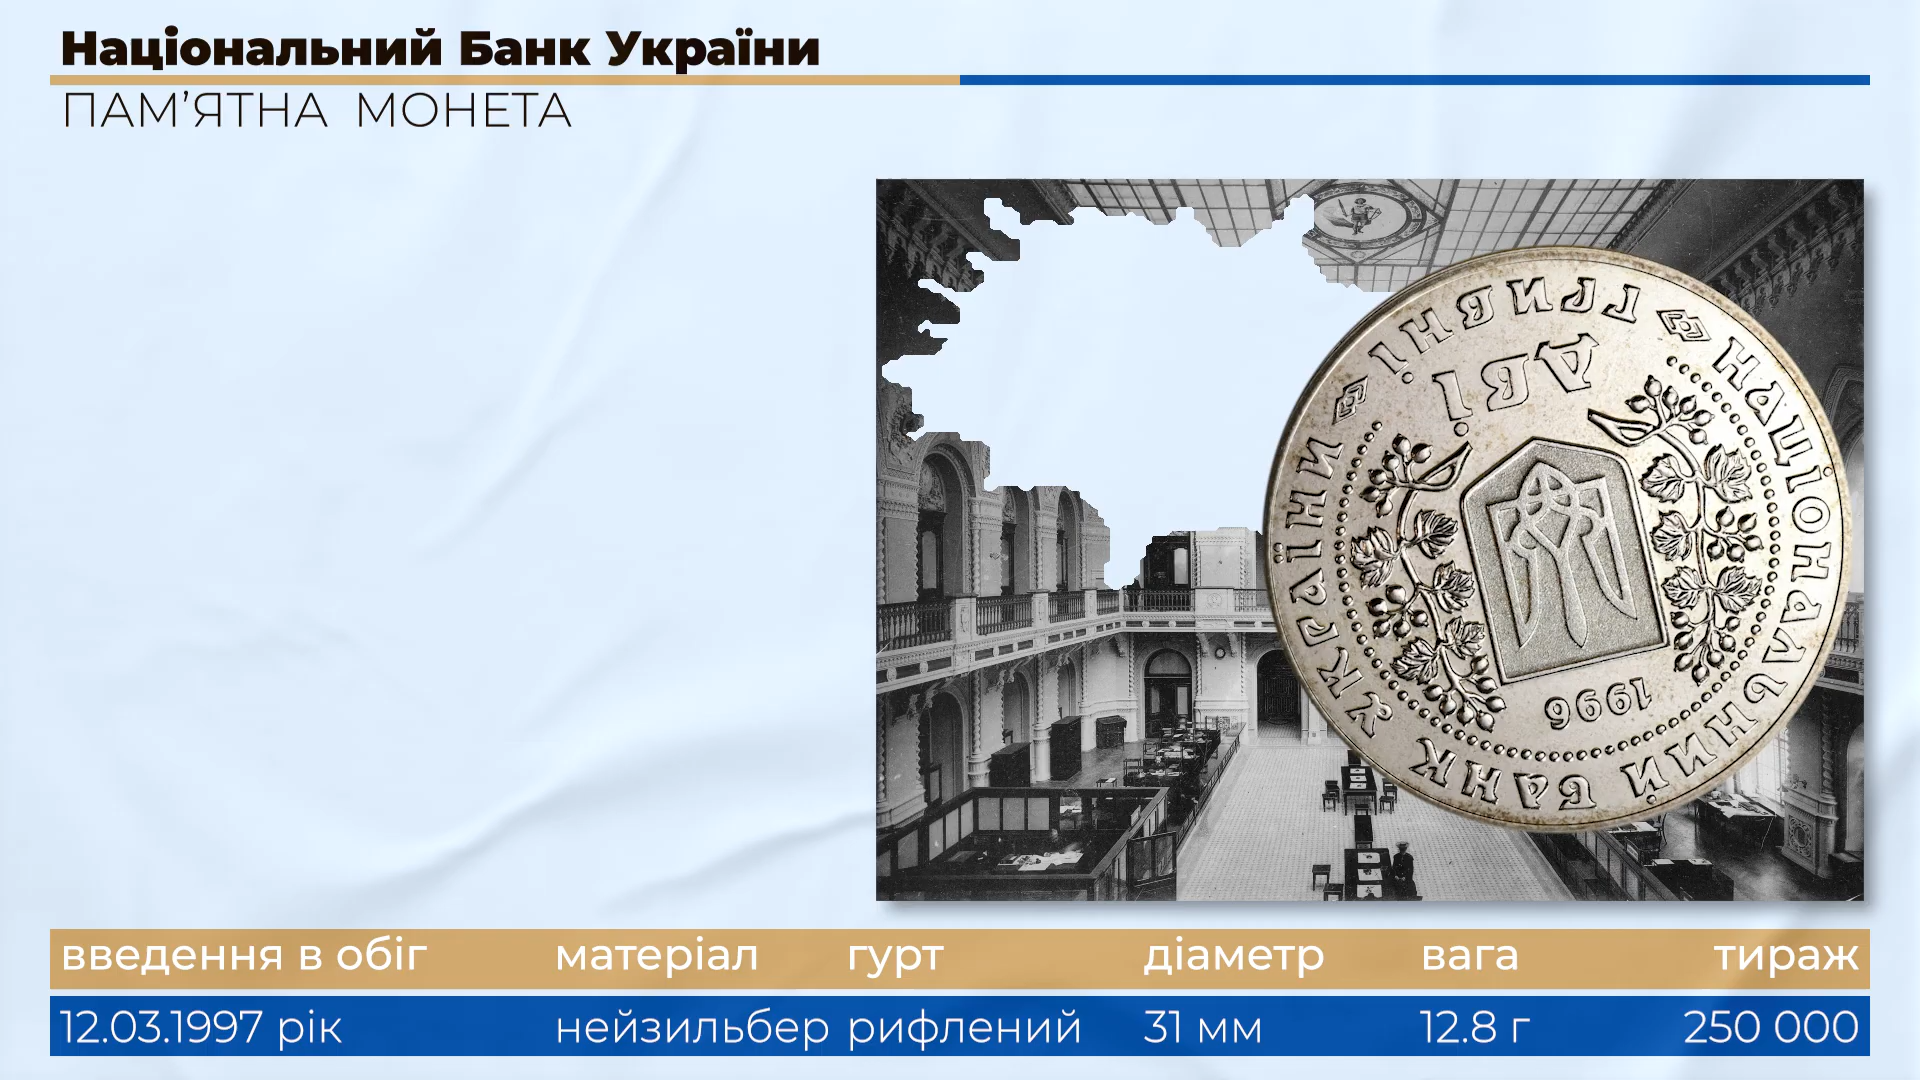 Національний Банк України
ПАМ’ЯТНА МОНЕТА
НАЦІОНАЛЬНИЙ БАНК УКРАЇНИ
ДВІ
ГРИВНІ
1996
введення в обіг матеріал гурт діаметр вага тираж
12.03.1997 рік нейзильбер рифлений 31 мм 12.8 г 250 000